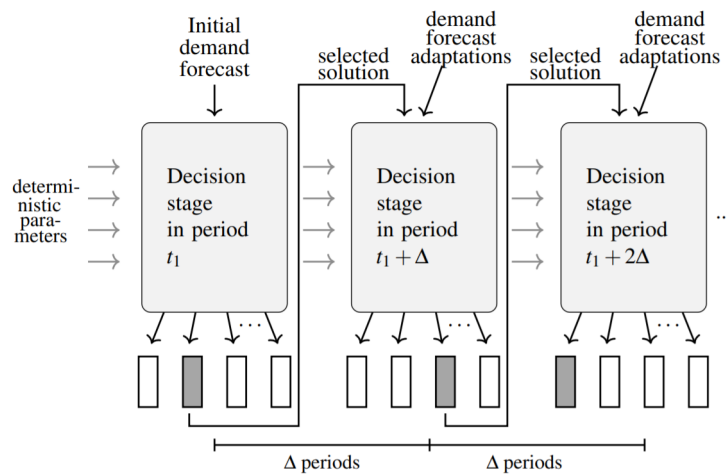 Initial
demand
forecast
selected
solution
demand
forecast
adaptations
selected
solution
demand
forecast
adaptations
determi-
nistic
para-
meters
Decision
stage
in period
t₁
Decision
stage
in period
t₁ + Δ
Decision
stage
in period
t₁ + 2Δ
..
...
...
...
Δ periods
Δ periods